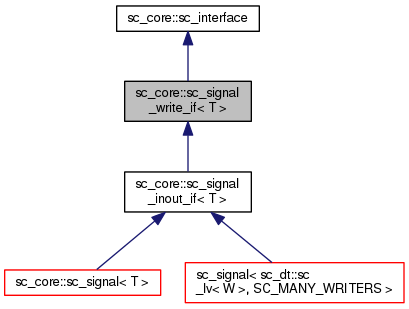 sc_core::sc_interface
sc_core::sc_signal
_write_if< T >
sc_core::sc_signal
_inout_if< T >
sc_core::sc_signal< T >
sc_signal< sc_dt::sc
_lv< W >, SC_MANY_WRITERS >